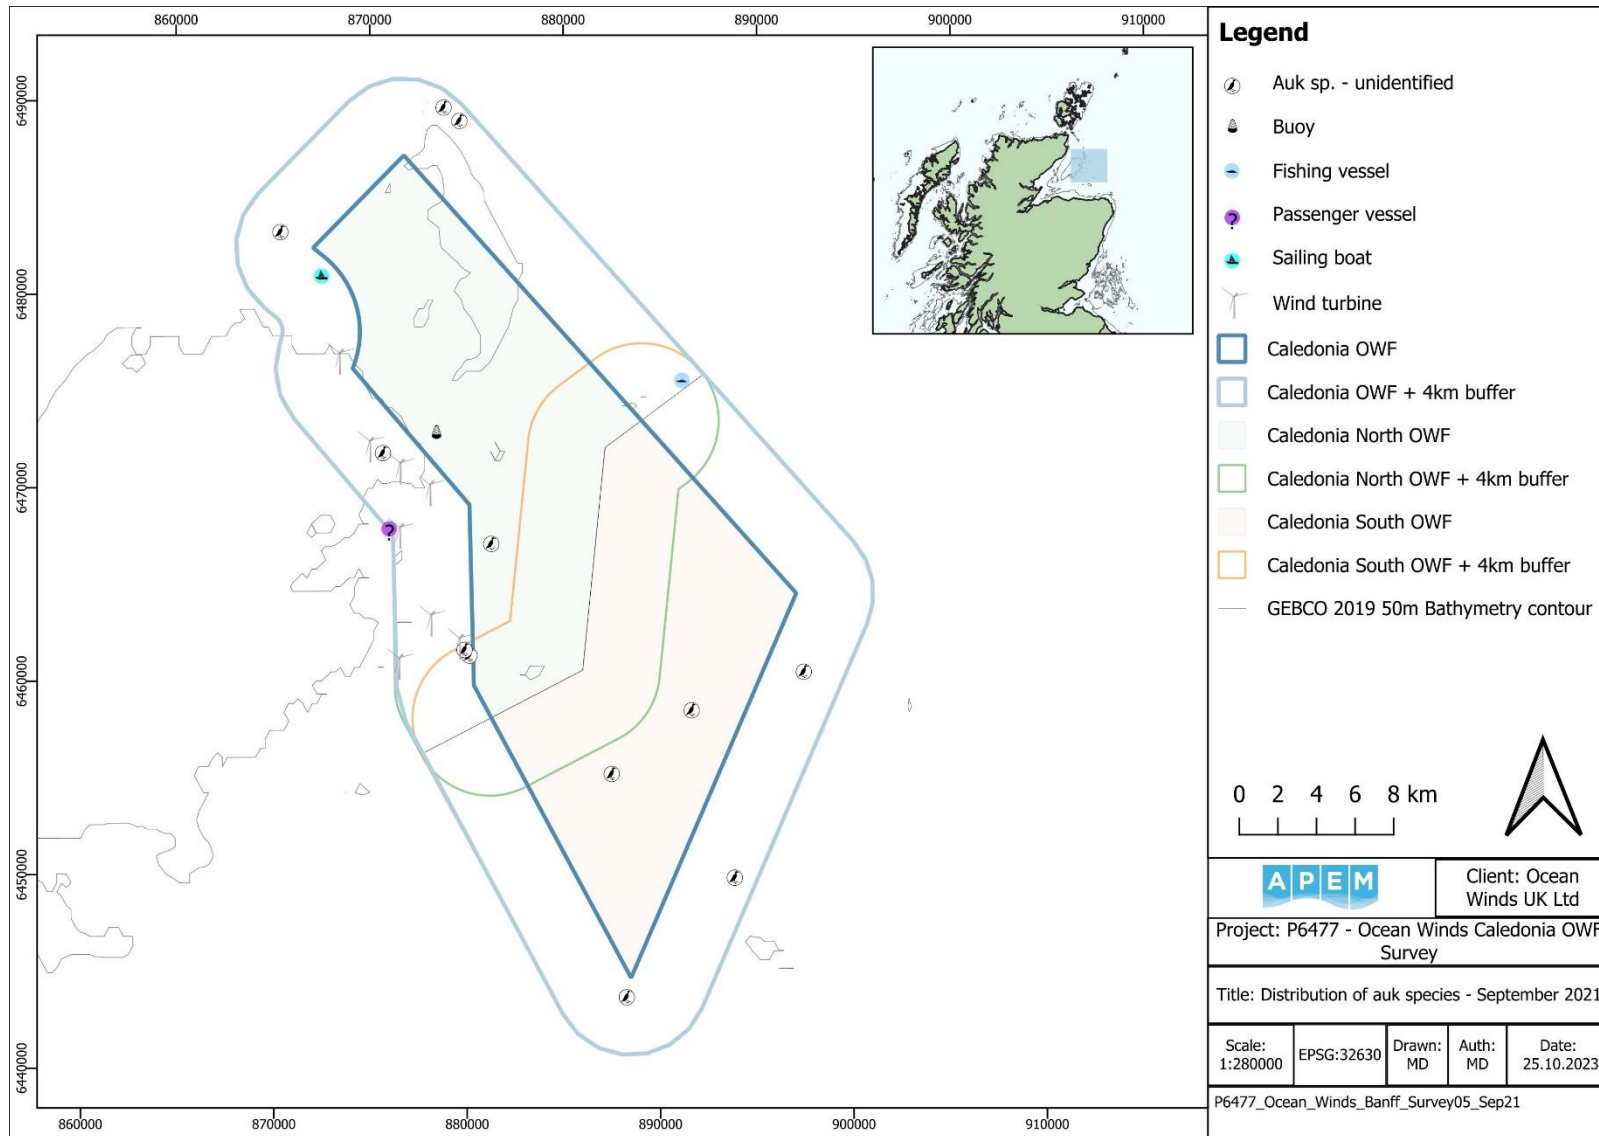 860000 870000 880000 890000 900000 910000
6490000
6480000
6470000
6460000
6450000
6440000
860000 870000 880000 890000 900000 910000
Legend
Auk sp. - unidentified
Buoy
Fishing vessel
Passenger vessel
Sailing boat
Wind turbine
Caledonia OWF
Caledonia OWF + 4km buffer
Caledonia North OWF
Caledonia North OWF + 4km buffer
Caledonia South OWF
Caledonia South OWF + 4km buffer
GEBCO 2019 50m Bathymetry contour
0 2 4 6 8 km
APEM
Client: Ocean
Winds UK Ltd
Project: P6477 - Ocean Winds Caledonia OWF
Survey
Title: Distribution of auk species - September 2021
Scale:
1:280000
EPSG:32630
Drawn:
MD
Auth:
MD
Date:
25.10.2023
P6477_Ocean_Winds_Banff_Survey05_Sep21